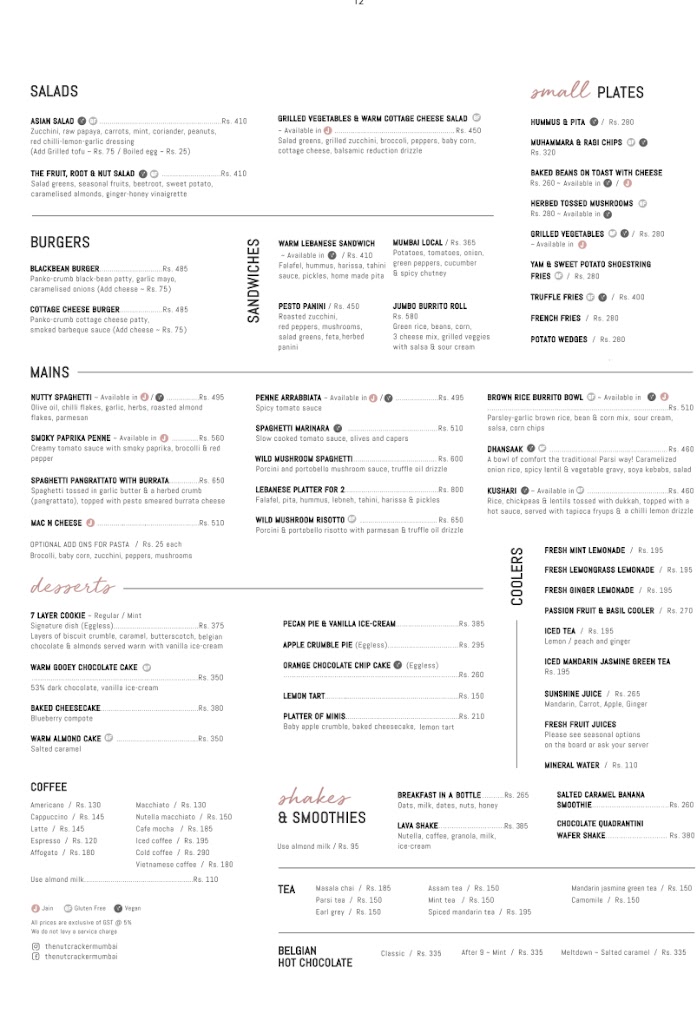 12
SALADS
ASIAN SALAD Rs. 410
Zucchini, raw papaya, carrots, mint, coriander, peanuts,
red chilli-lemon-garlic dressing
(Add Grilled tofu – Rs. 75 / Boiled egg – Rs. 25)
THE FRUIT, ROOT & NUT SALAD Rs. 410
Salad greens, seasonal fruits, beetroot, sweet potato,
caramelised almonds, ginger-honey vinaigrette
GRILLED VEGETABLES & WARM COTTAGE CHEESE SALAD
– Available in Rs. 450
Salad greens, grilled zucchini, broccoli, peppers, baby corn,
cottage cheese, balsamic reduction drizzle
small PLATES
HUMMUS & PITA / Rs. 280
MUHAMMARA & RAGI CHIPS
Rs. 320
BAKED BEANS ON TOAST WITH CHEESE
Rs. 260 – Available in /
HERBED TOSSED MUSHROOMS
Rs. 280 – Available in
GRILLED VEGETABLES / Rs. 280
– Available in
YAM & SWEET POTATO SHOESTRING
FRIES / Rs. 280
TRUFFLE FRIES / Rs. 400
FRENCH FRIES / Rs. 280
POTATO WEDGES / Rs. 280
BURGERS
BLACKBEAN BURGER Rs. 485
Panko-crumb black-bean patty, garlic mayo,
caramelised onions (Add cheese – Rs. 75)
COTTAGE CHEESE BURGER Rs. 485
Panko-crumb cottage cheese patty,
smoked barbeque sauce (Add cheese – Rs. 75)
SANDWICHES
WARM LEBANESE SANDWICH
– Available in / Rs. 410
Falafel, hummus, harissa, tahini
sauce, pickles, home made pita
MUMBAI LOCAL / Rs. 365
Potatoes, tomatoes, onion,
green peppers, cucumber
& spicy chutney
PESTO PANINI / Rs. 450
Roasted zucchini,
red peppers, mushrooms,
salad greens, feta, herbed
panini
JUMBO BURRITO ROLL
Rs. 580
Green rice, beans, corn,
3 cheese mix, grilled veggies
with salsa & sour cream
MAINS
NUTTY SPAGHETTI – Available in / Rs. 495
Olive oil, chilli flakes, garlic, herbs, roasted almond
flakes, parmesan
SMOKY PAPRIKA PENNE – Available in Rs. 560
Creamy tomato sauce with smoky paprika, brocolli & red
pepper
SPAGHETTI PANGRATTATO WITH BURRATA Rs. 650
Spaghetti tossed in garlic butter & a herbed crumb
(pangrattato), topped with pesto smeared burrata cheese
MAC N CHEESE Rs. 510
OPTIONAL ADD ONS FOR PASTA / Rs. 25 each
Brocolli, baby corn, zucchini, peppers, mushrooms
PENNE ARRABBIATA – Available in / Rs. 495
Spicy tomato sauce
SPAGHETTI MARINARA Rs. 510
Slow cooked tomato sauce, olives and capers
WILD MUSHROOM SPAGHETTI Rs. 600
Porcini and portobello mushroom sauce, truffle oil drizzle
LEBANESE PLATTER FOR 2 Rs. 800
Falafel, pita, hummus, lebneh, tahini, harissa & pickles
WILD MUSHROOM RISOTTO Rs. 650
Porcini & portobello risotto with parmesan & truffle oil drizzle
BROWN RICE BURRITO BOWL – Available in
Rs. 510
Parsley-garlic brown rice, bean & corn mix, sour cream,
salsa, corn chips
DHANSAAK Rs. 460
A bowl of comfort the traditional Parsi way! Caramelized
onion rice, spicy lentil & vegetable gravy, soya kebabs, salad
KUSHARI – Available in Rs. 460
Rice, chickpeas & lentils tossed with dukkah, topped with a
hot sauce, served with tapioca fryups & a chilli lemon drizzle
desserts
7 LAYER COOKIE – Regular / Mint
Signature dish (Eggless) Rs. 375
Layers of biscuit crumble, caramel, butterscotch, belgian
chocolate & almonds served warm with vanilla ice-cream
WARM GOOEY CHOCOLATE CAKE
Rs. 350
53% dark chocolate, vanilla ice-cream
BAKED CHEESECAKE Rs. 380
Blueberry compote
WARM ALMOND CAKE Rs. 350
Salted caramel
PECAN PIE & VANILLA ICE-CREAM Rs. 385
APPLE CRUMBLE PIE (Eggless) Rs. 295
ORANGE CHOCOLATE CHIP CAKE (Eggless)
Rs. 260
LEMON TART Rs. 150
PLATTER OF MINIS Rs. 210
Baby apple crumble, baked cheesecake, lemon tart
COOLERS
FRESH MINT LEMONADE / Rs. 195
FRESH LEMONGRASS LEMONADE / Rs. 195
FRESH GINGER LEMONADE / Rs. 195
PASSION FRUIT & BASIL COOLER / Rs. 270
ICED TEA / Rs. 195
Lemon / peach and ginger
ICED MANDARIN JASMINE GREEN TEA
Rs. 195
SUNSHINE JUICE / Rs. 265
Mandarin, Carrot, Apple, Ginger
FRESH FRUIT JUICES
Please see seasonal options
on the board or ask your server
MINERAL WATER / Rs. 110
COFFEE
Americano / Rs. 130
Cappuccino / Rs. 145
Latte / Rs. 145
Espresso / Rs. 120
Affogato / Rs. 180
Macchiato / Rs. 130
Nutella macchiato / Rs. 150
Cafe mocha / Rs. 185
Iced coffee / Rs. 195
Cold coffee / Rs. 290
Vietnamese coffee / Rs. 180
Use almond milk Rs. 110
Jain Gluten Free Vegan
All prices are exclusive of GST @ 5%
We do not levy a service charge
thenutcrackermumbai
thenutcrackermumbai
shakes
& SMOOTHIES
Use almond milk / Rs. 95
BREAKFAST IN A BOTTLE Rs. 265
Oats, milk, dates, nuts, honey
LAVA SHAKE Rs. 385
Nutella, coffee, granola, milk,
ice-cream
SALTED CARAMEL BANANA
SMOOTHIE Rs. 260
CHOCOLATE QUADRANTINI
WAFER SHAKE Rs. 380
TEA
Masala chai / Rs. 185
Parsi tea / Rs. 150
Earl grey / Rs. 150
Assam tea / Rs. 150
Mint tea / Rs. 150
Spiced mandarin tea / Rs. 195
Mandarin jasmine green tea / Rs. 150
Camomile / Rs. 150
BELGIAN
HOT CHOCOLATE
Classic / Rs. 335
After 9 – Mint / Rs. 335
Meltdown – Salted caramel / Rs. 335